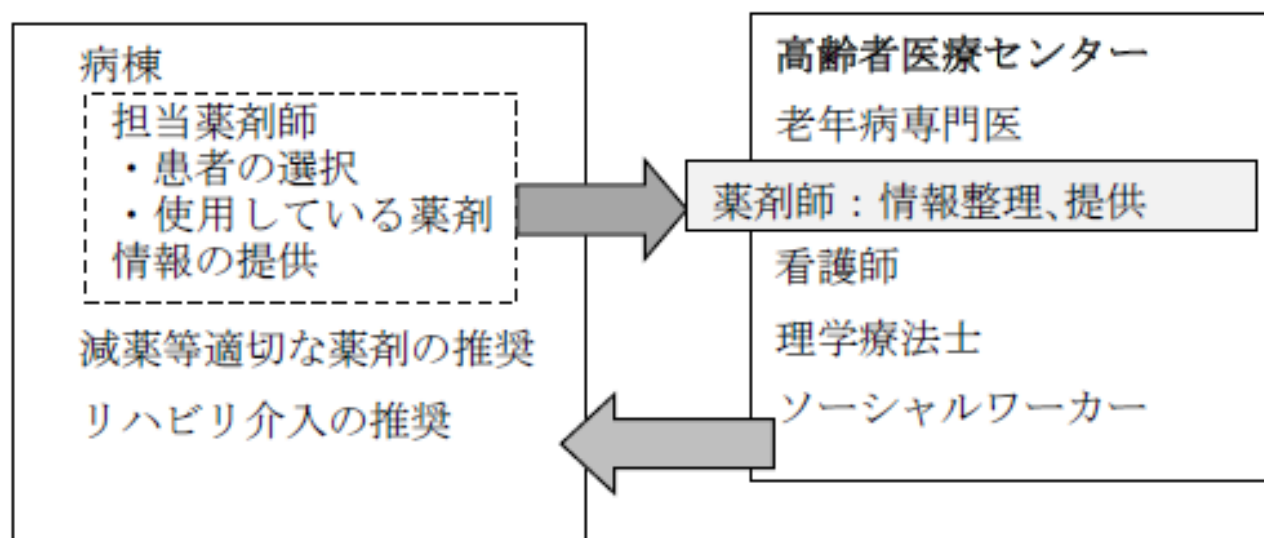 病棟
担当薬剤師
・患者の選択
・使用している薬剤
情報の提供
減薬等適切な薬剤の推奨
リハビリ介入の推奨
高齢者医療センター
老年病専門医
薬剤師：情報整理、提供
看護師
理学療法士
ソーシャルワーカー